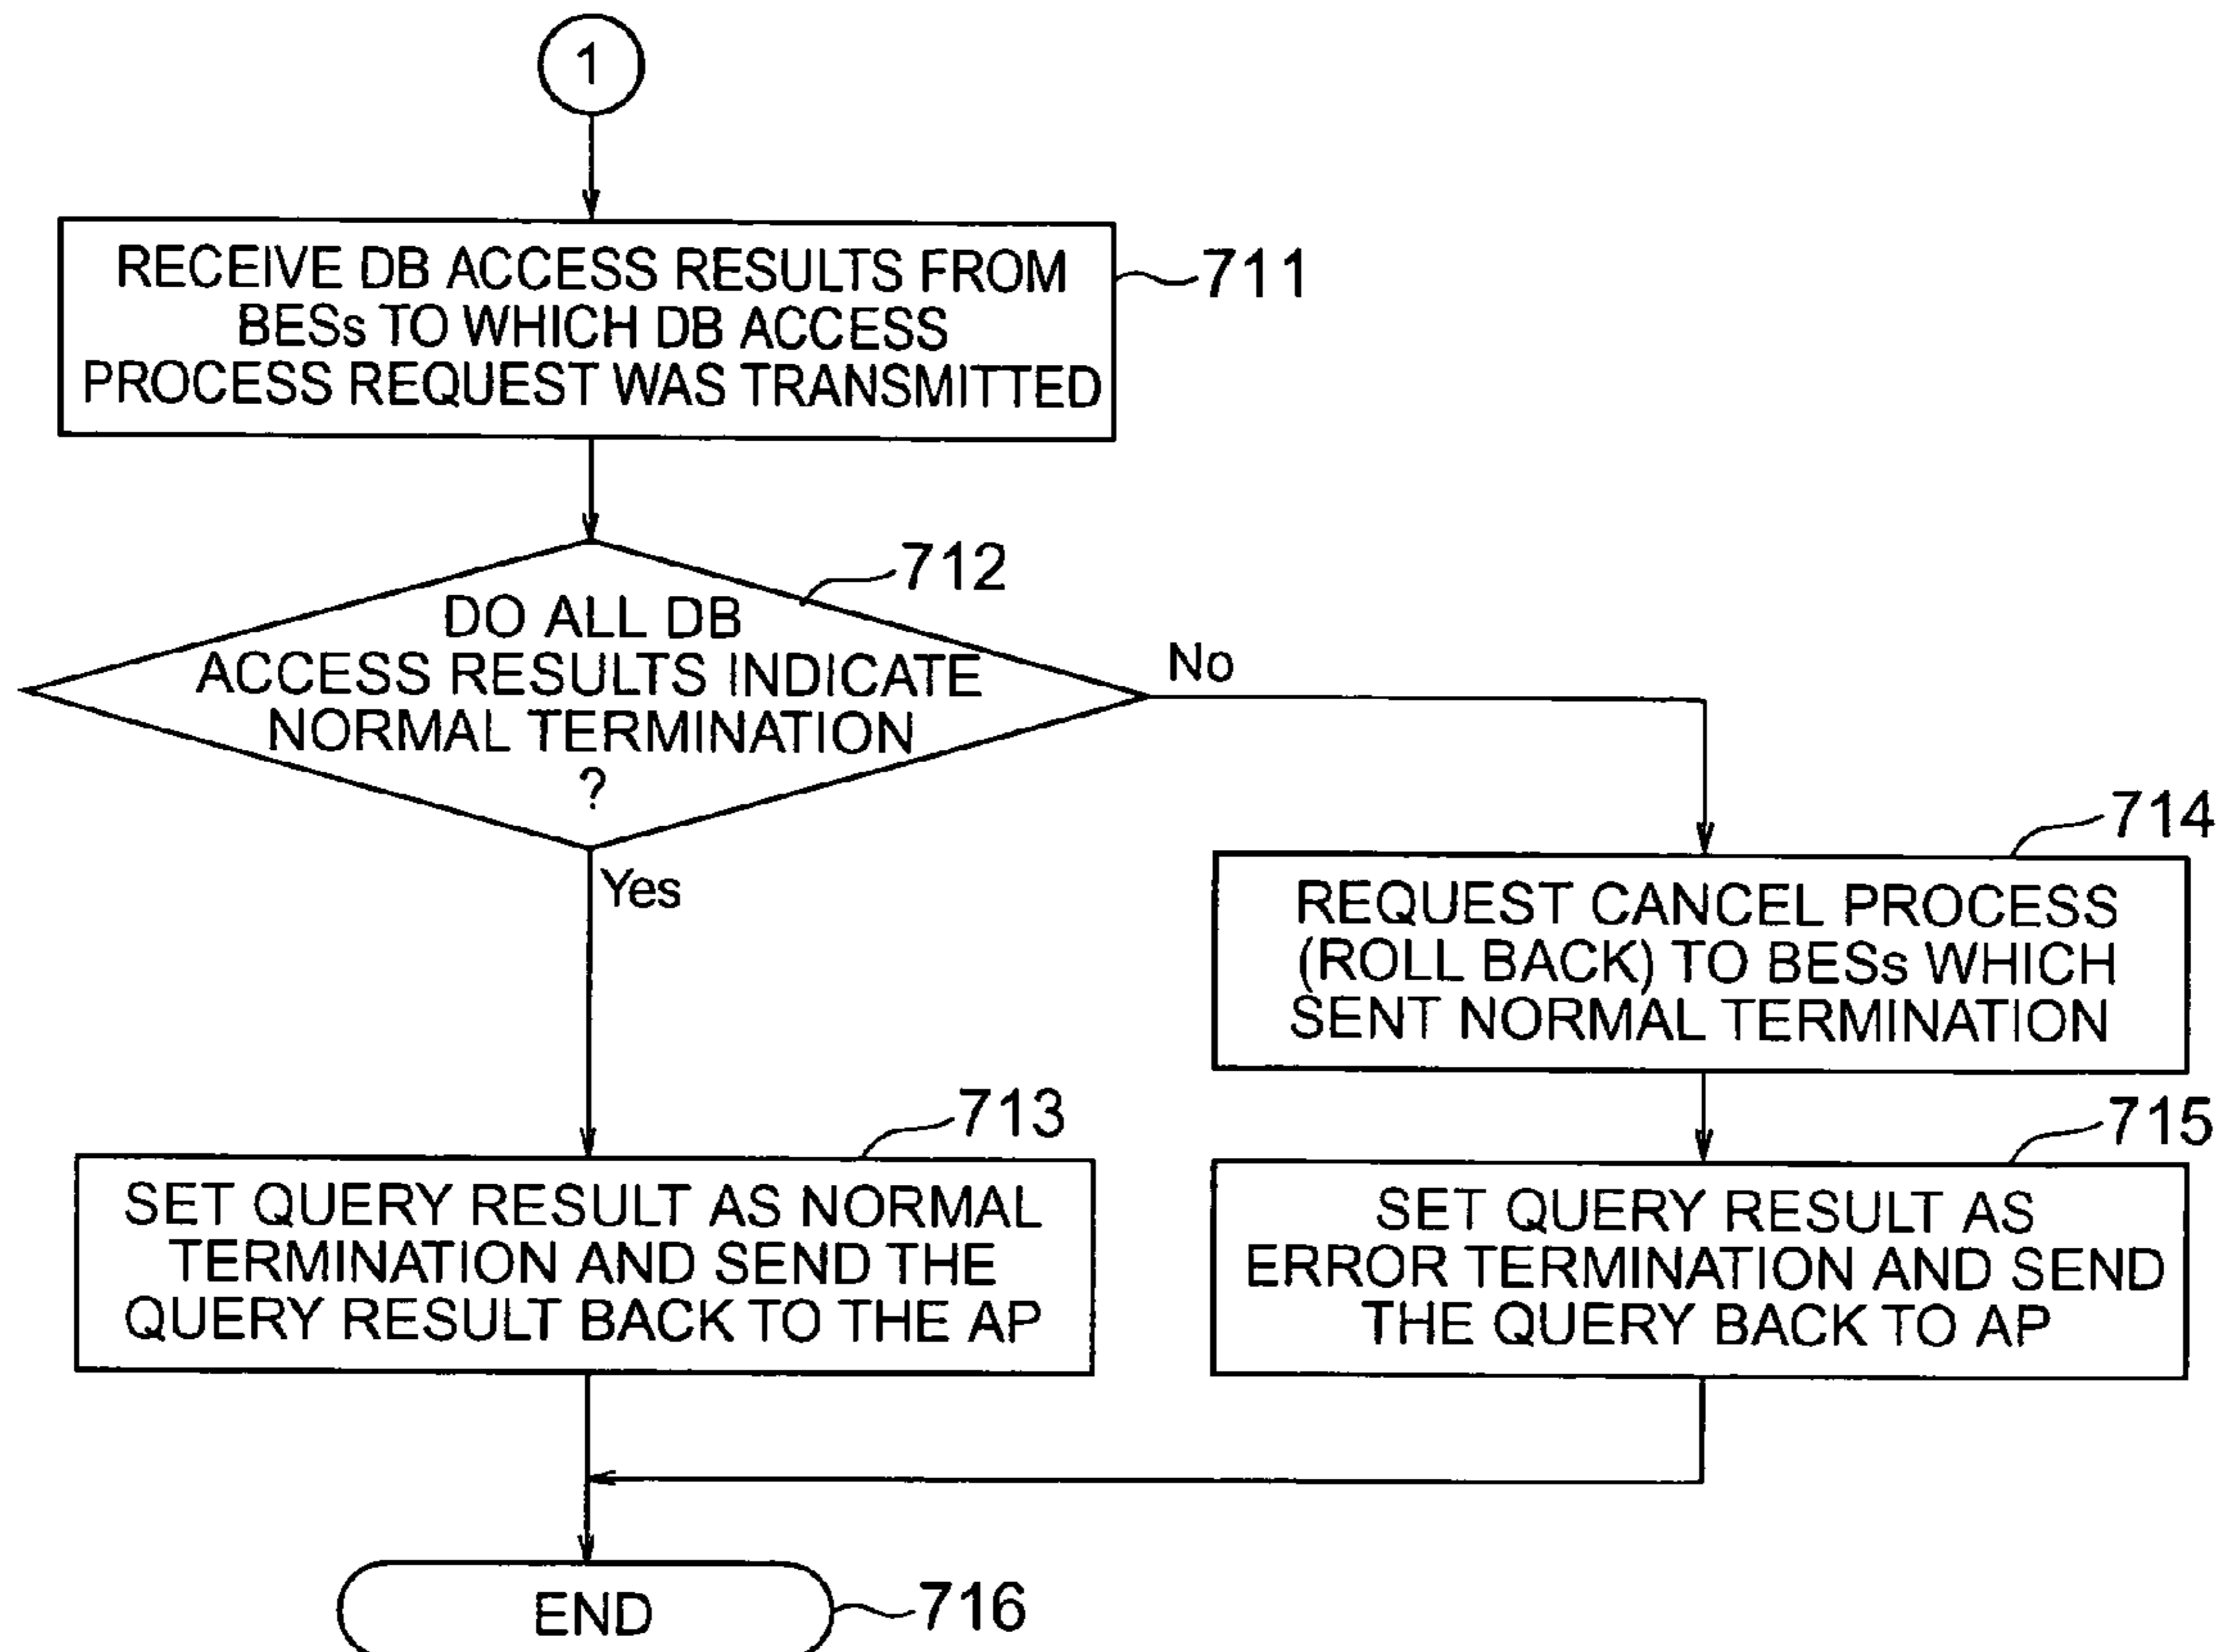 1
RECEIVE DB ACCESS RESULTS FROM
BESs TO WHICH DB ACCESS
PROCESS REQUEST WAS TRANSMITTED
711
712
DO ALL DB
ACCESS RESULTS INDICATE
NORMAL TERMINATION
?
No
Yes
714
REQUEST CANCEL PROCESS
(ROLL BACK) TO BESs WHICH
SENT NORMAL TERMINATION
713
SET QUERY RESULT AS NORMAL
TERMINATION AND SEND THE
QUERY RESULT BACK TO THE AP
715
SET QUERY RESULT AS
ERROR TERMINATION AND SEND
THE QUERY BACK TO AP
END
716